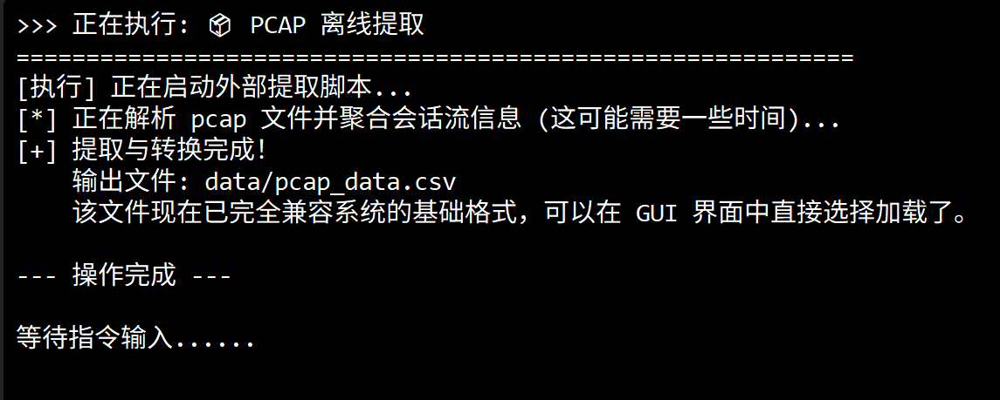 >>> 正在执行: 📦 PCAP 离线提取
============================================================
[执行] 正在启动外部提取脚本...
[*] 正在解析 pcap 文件并聚合会话流信息 (这可能需要一些时间)...
[+] 提取与转换完成!
输出文件: data/pcap_data.csv
该文件现在已完全兼容系统的基础格式，可以在 GUI 界面中直接选择加载了。
--- 操作完成 ---
等待指令输入......